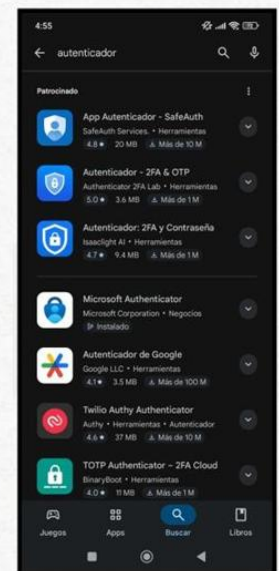 4:55
autenticador
Patrocinado
App Autenticador - SafeAuth
SafeAuth Services. • Herramientas
4.8★ 20 MB Más de 10 M
Autenticador - 2FA & OTP
Authenticator 2FA Lab • Herramientas
5.0★ 3.6 MB Más de 1 M
Autenticador: 2FA y Contraseña
Isaaclight AI • Herramientas
4.7★ 9.4 MB Más de 1 M
Microsoft Authenticator
Microsoft Corporation • Negocios
Instalado
Autenticador de Google
Google LLC • Herramientas
4.1★ 3.5 MB Más de 100 M
Twilio Authy Authenticator
Authy • Herramientas • Autenticador
4.6★ 37 MB Más de 10 M
TOTP Authenticator – 2FA Cloud
BinaryBoot • Herramientas
4.0★ 11 MB Más de 1 M
Juegos Apps Buscar Libros